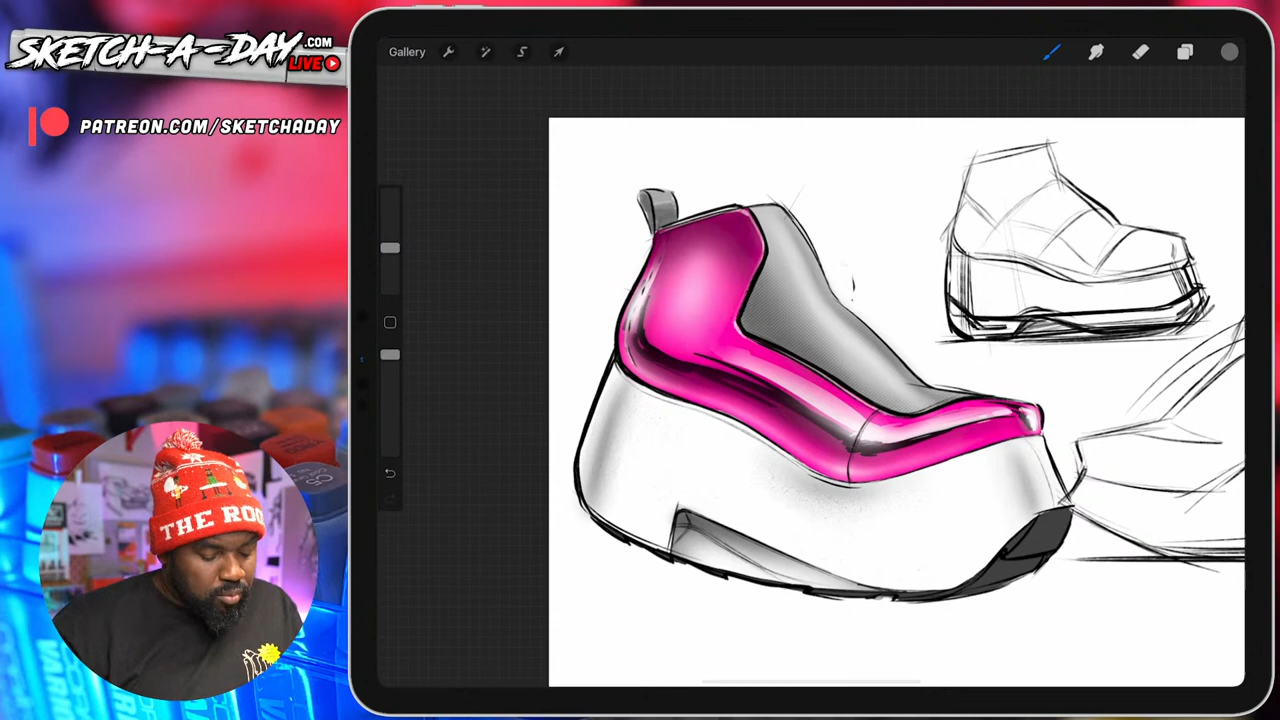 SKETCH-A-DAY.COM
LIVE
PATREON.COM/SKETCHADAY
Gallery
THE ROO